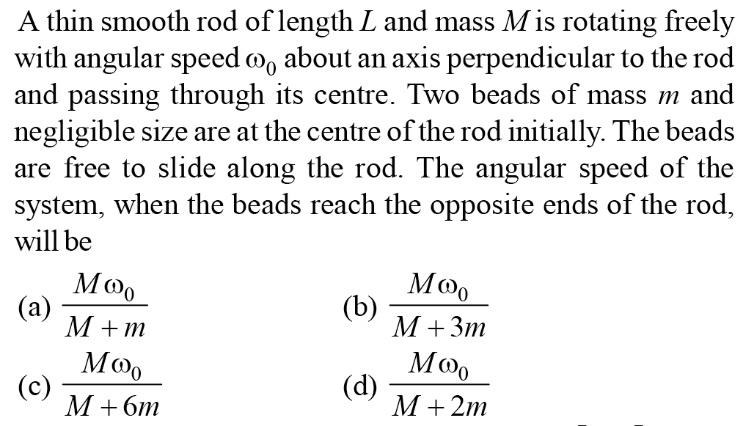 A thin smooth rod of length L and mass M is rotating freely
with angular speed ω₀ about an axis perpendicular to the rod
and passing through its centre. Two beads of mass m and
negligible size are at the centre of the rod initially. The beads
are free to slide along the rod. The angular speed of the
system, when the beads reach the opposite ends of the rod,
will be
(a) Mω₀ / M + m (b) Mω₀ / M + 3m
(c) Mω₀ / M + 6m (d) Mω₀ / M + 2m